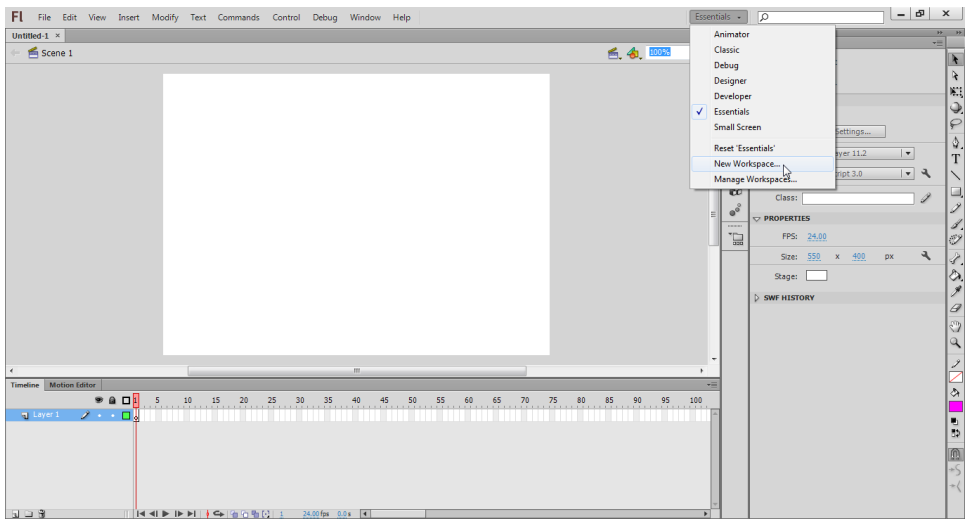 Fl File Edit View Insert Modify Text Commands Control Debug Window Help Essentials
Untitled-1 ×
Scene 1 100%
Animator
Classic
Debug
Designer
Developer
Essentials
Small Screen
Reset 'Essentials'
New Workspace...
Manage Workspaces...
Settings...
ayer 11.2
ript 3.0
Class:
PROPERTIES
FPS: 24.00
Size: 550 x 400 px
Stage:
SWF HISTORY
Timeline Motion Editor
1 5 10 15 20 25 30 35 40 45 50 55 60 65 70 75 80 85 90 95 100
Layer 1
1 24.00 fps 0.0 s